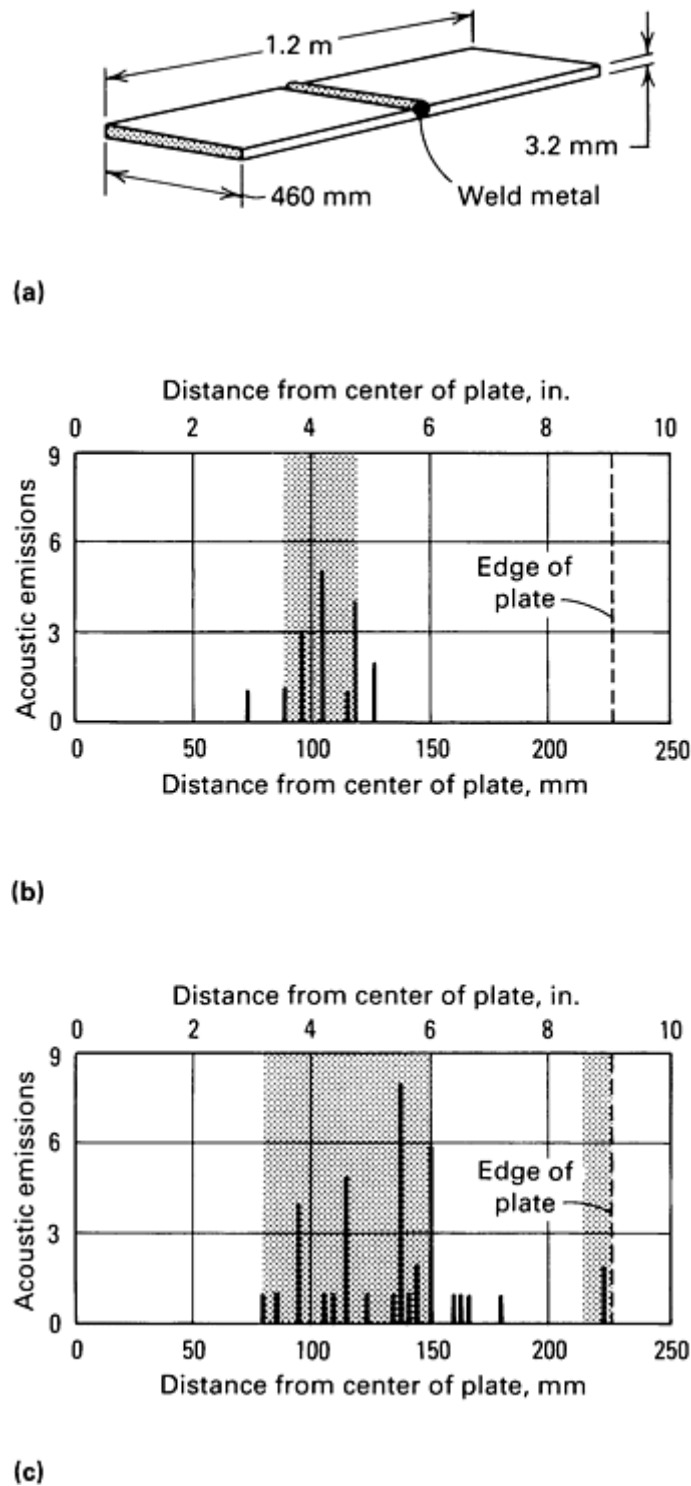 1.2 m
3.2 mm
460 mm
Weld metal
(a)
Distance from center of plate, in.
0 2 4 6 8 10
9
6
3
0
Acoustic emissions
Edge of
plate
0 50 100 150 200 250
Distance from center of plate, mm
(b)
Distance from center of plate, in.
0 2 4 6 8 10
9
6
3
0
Acoustic emissions
Edge of
plate
0 50 100 150 200 250
Distance from center of plate, mm
(c)